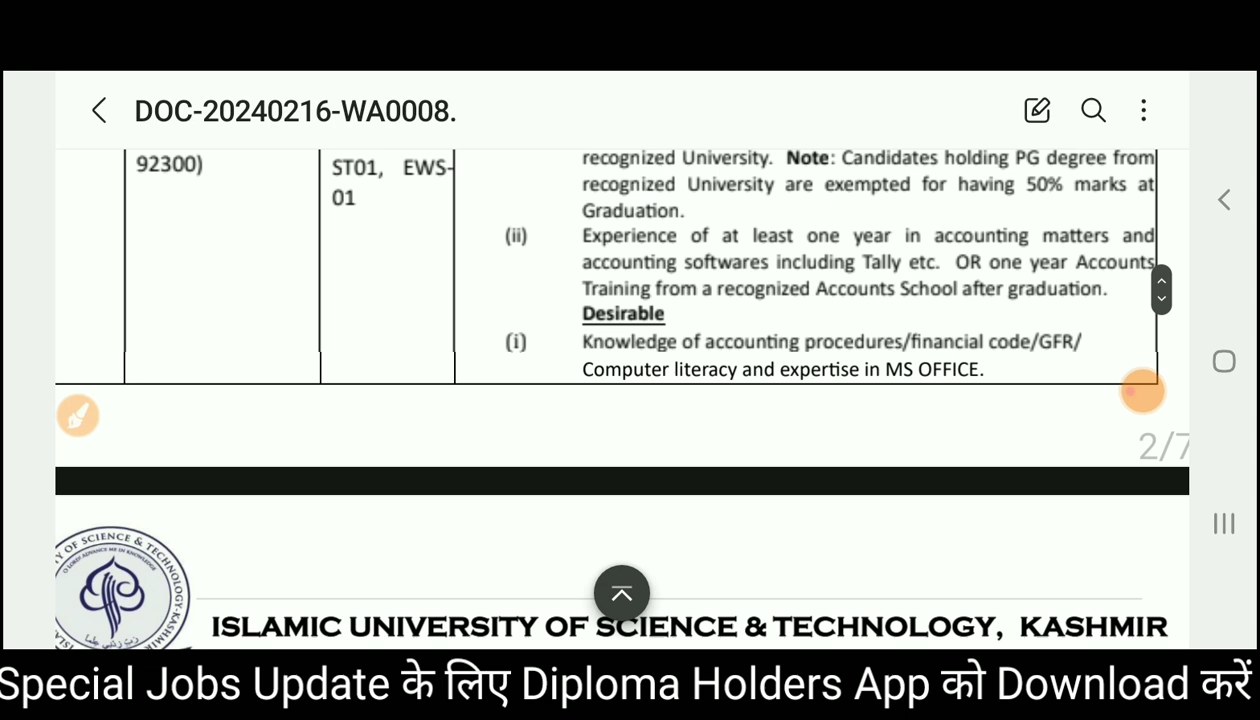 DOC-20240216-WA0008.
92300)
ST01, EWS-
01
recognized University. Note: Candidates holding PG degree from
recognized University are exempted for having 50% marks at
Graduation.
(ii) Experience of at least one year in accounting matters and
accounting softwares including Tally etc. OR one year Accounts
Training from a recognized Accounts School after graduation.
Desirable
(i) Knowledge of accounting procedures/financial code/GFR/
Computer literacy and expertise in MS OFFICE.
2/7
Y OF SCIENCE & TECHNOLOGY-KASHMI
ISLAMIC UNIVERSITY OF SCIENCE & TECHNOLOGY, KASHMIR
Special Jobs Update के लिए Diploma Holders App को Download करें